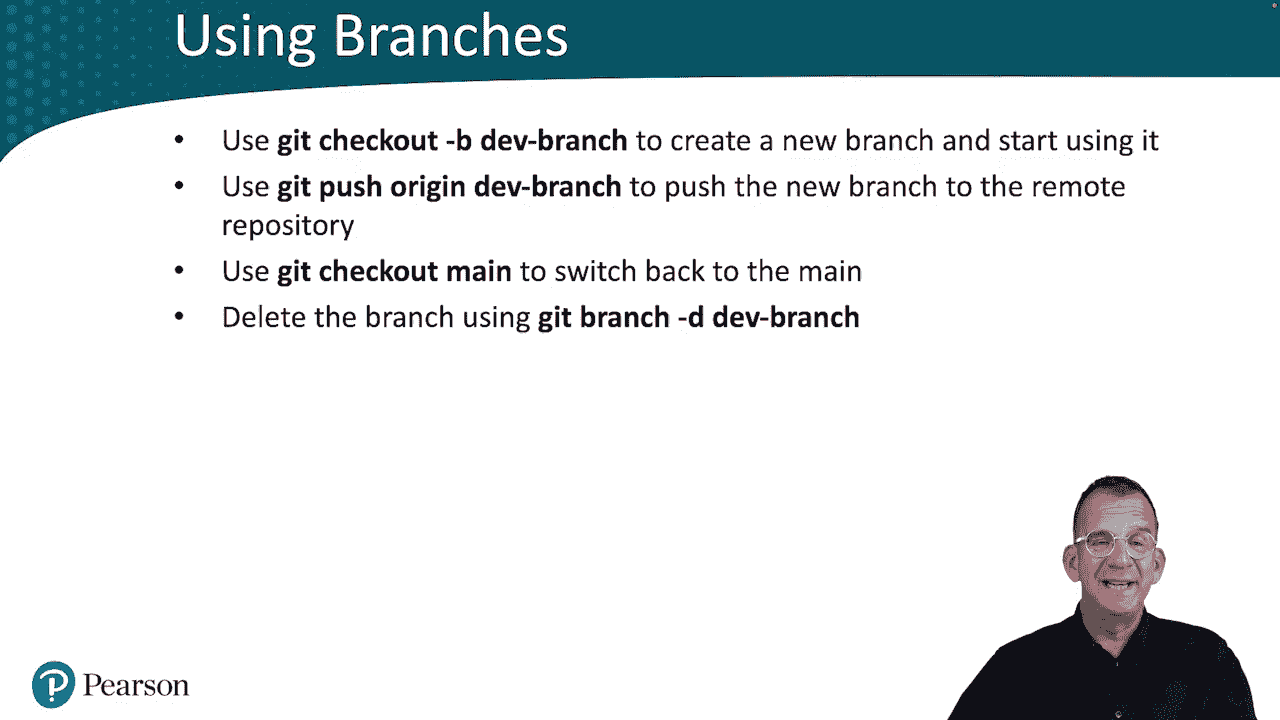 Using Branches
• Use git checkout -b dev-branch to create a new branch and start using it
• Use git push origin dev-branch to push the new branch to the remote
repository
• Use git checkout main to switch back to the main
• Delete the branch using git branch -d dev-branch
Pearson